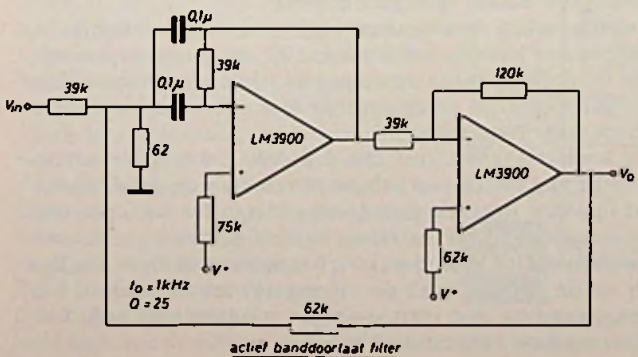 0,1µ
39k
0,1µ
Vin
39k
62
LM3900
75k
V+
fo = 1kHz
Q = 25
120k
39k
LM3900
Vo
62k
V+
62k
actief banddoorlaat filter